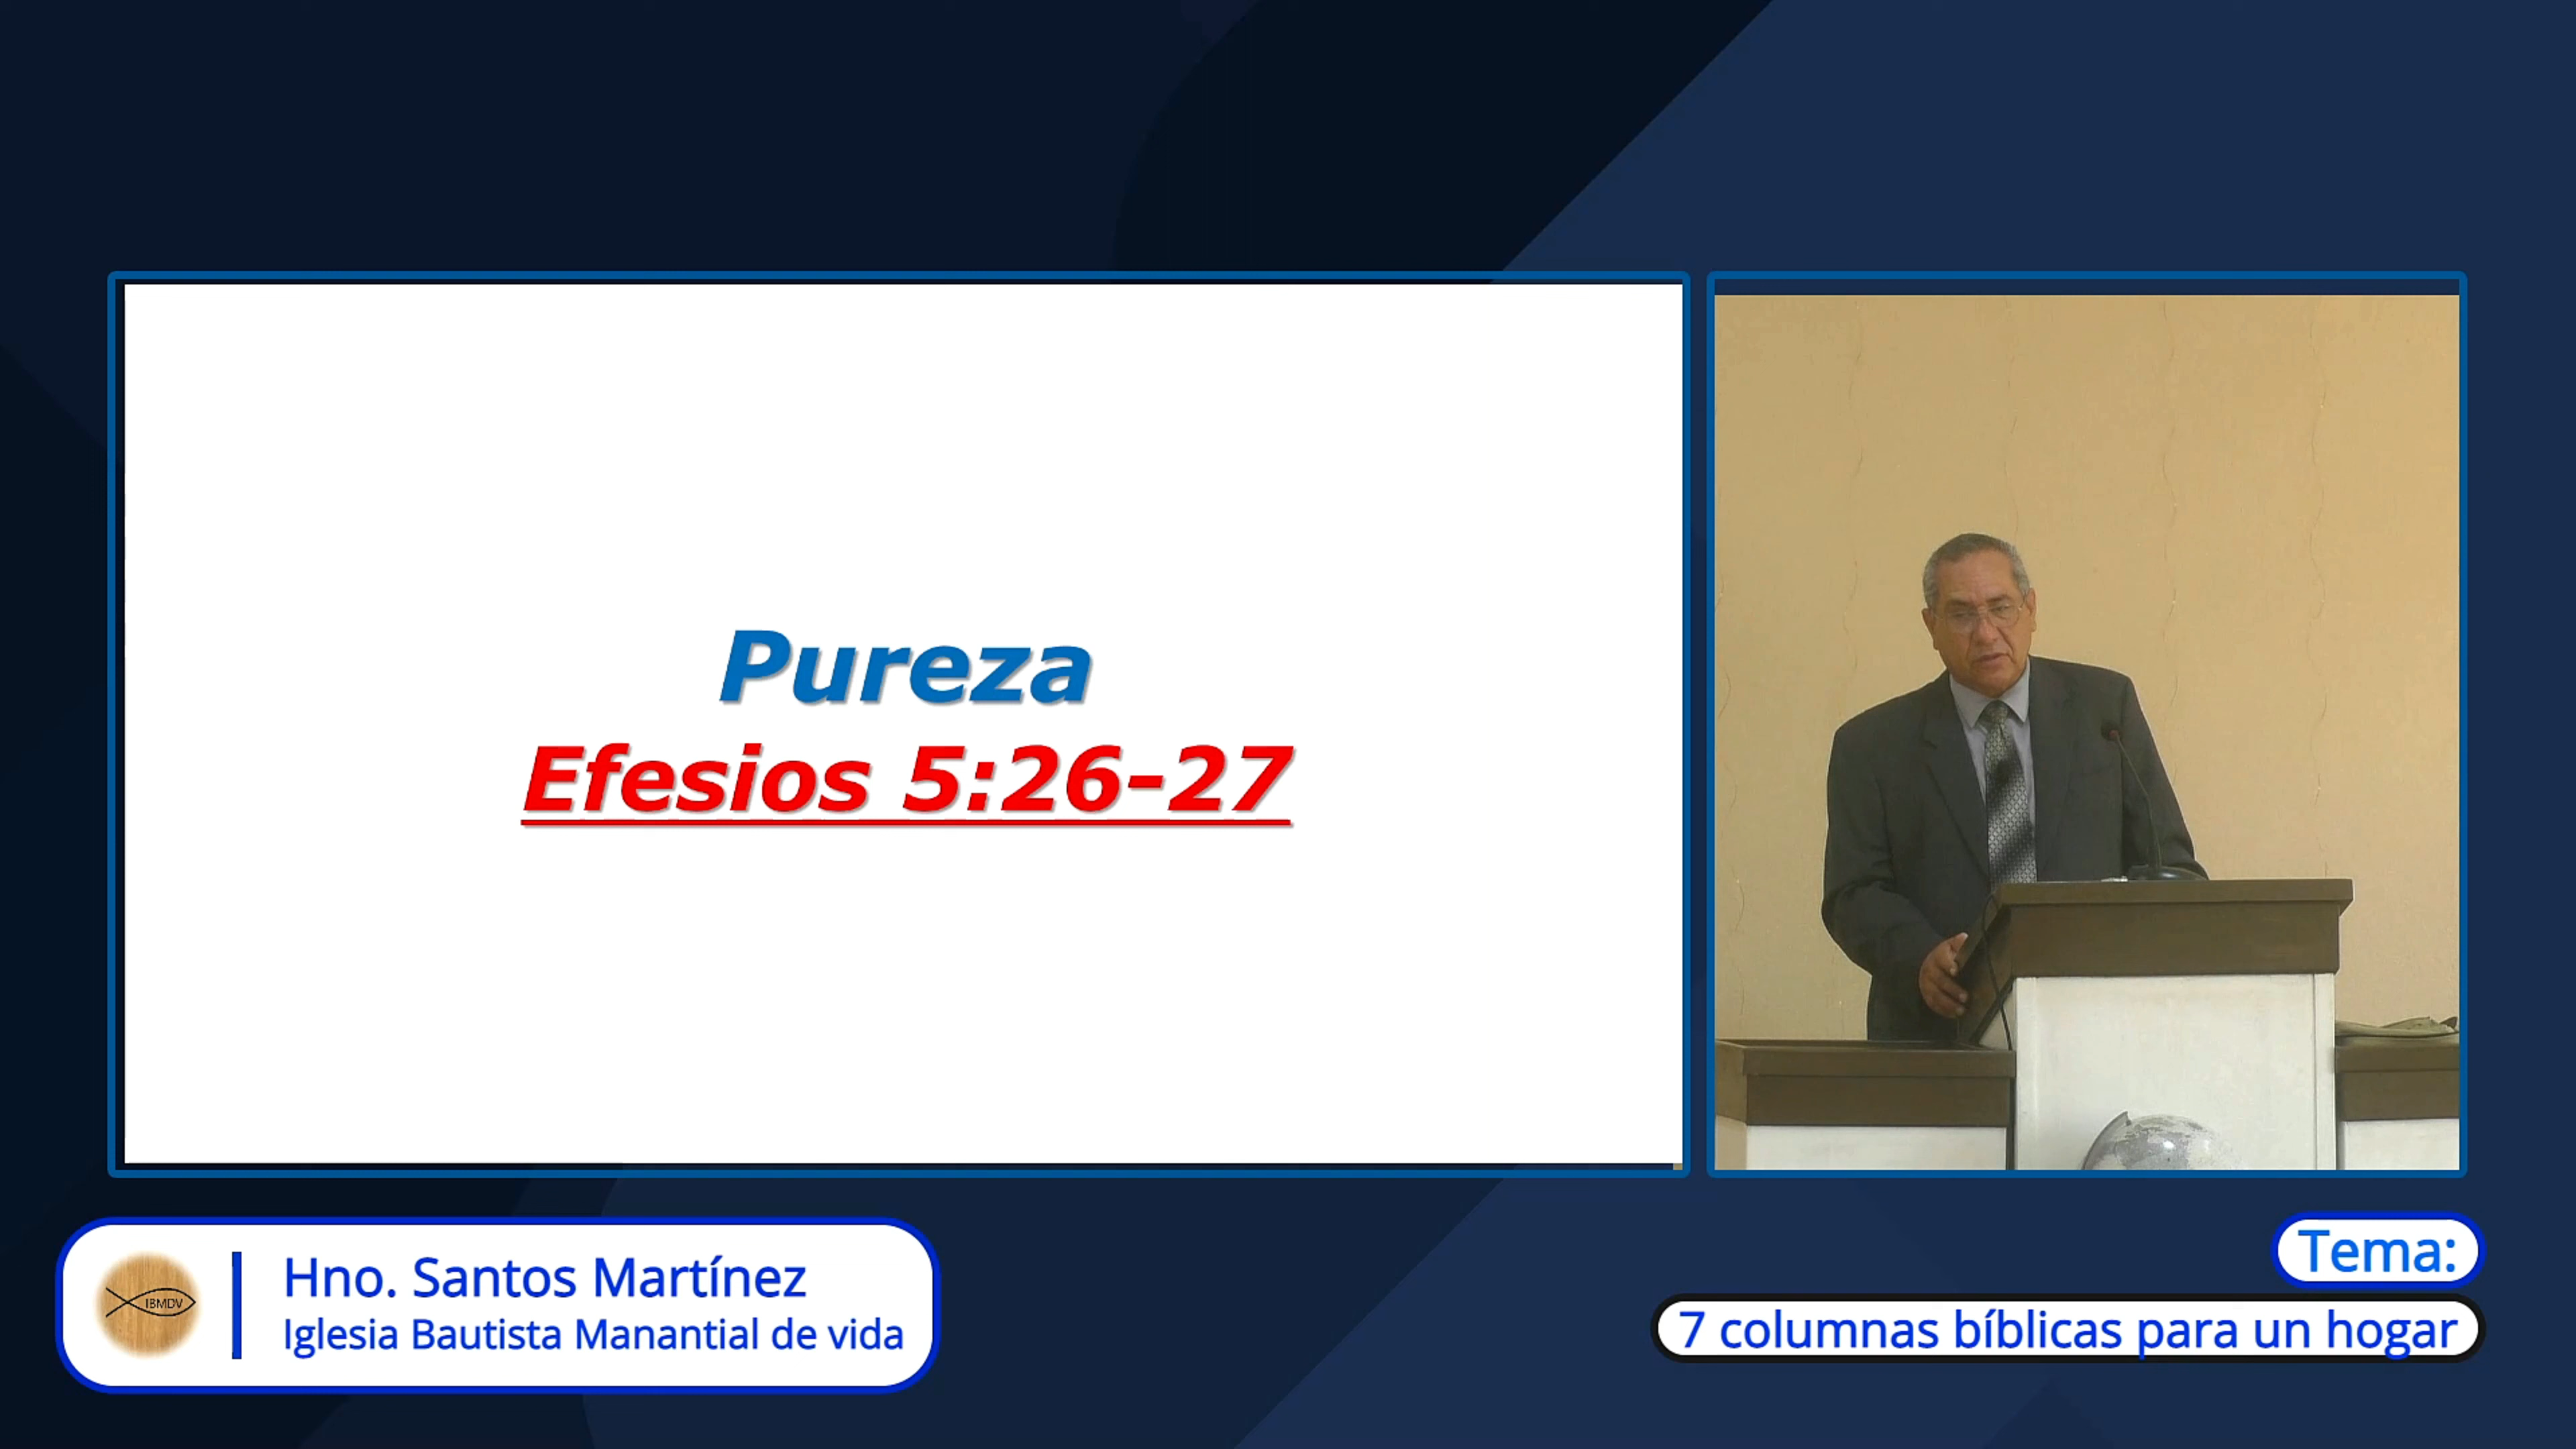 Pureza
Efesios 5:26-27
IBMDV
Hno. Santos Martínez
Iglesia Bautista Manantial de vida
Tema:
7 columnas bíblicas para un hogar